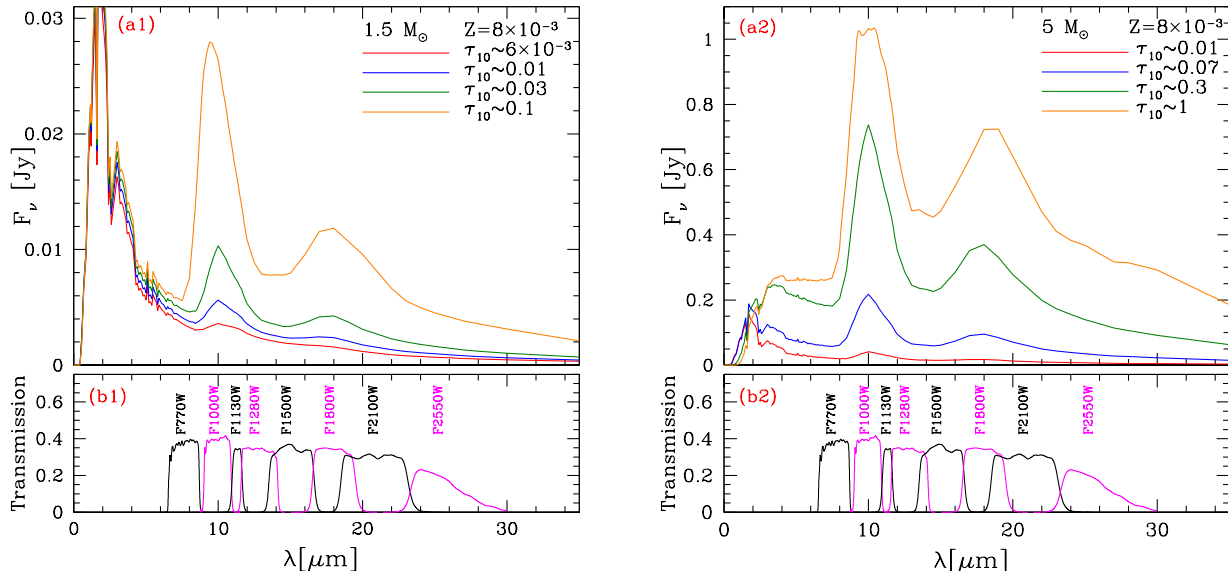 (a1)
1.5 M⊙ Z=8×10⁻³
τ₁₀~6×10⁻³
τ₁₀~0.01
τ₁₀~0.03
τ₁₀~0.1
0.03
0.02
0.01
0
Fν [Jy]
(b1)
F770W
F1000W
F1130W
F1280W
F1500W
F1800W
F2100W
F2550W
0.6
0.4
0.2
0
Transmission
0 10 20 30
λ[μm]
(a2)
5 M⊙ Z=8×10⁻³
τ₁₀~0.01
τ₁₀~0.07
τ₁₀~0.3
τ₁₀~1
1
0.8
0.6
0.4
0.2
0
Fν [Jy]
(b2)
F770W
F1000W
F1130W
F1280W
F1500W
F1800W
F2100W
F2550W
0.6
0.4
0.2
0
Transmission
0 10 20 30
λ[μm]